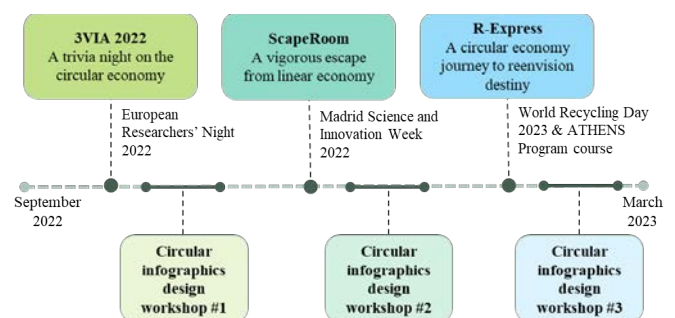 3VIA 2022
A trivia night on the
circular economy
ScapeRoom
A vigorous escape
from linear economy
R-Express
A circular economy
journey to reenvision
destiny
European
Researchers' Night
2022
Madrid Science and
Innovation Week
2022
World Recycling Day
2023 & ATHENS
Program course
September
2022
March
2023
Circular
infographics
design
workshop #1
Circular
infographics
design
workshop #2
Circular
infographics
design
workshop #3